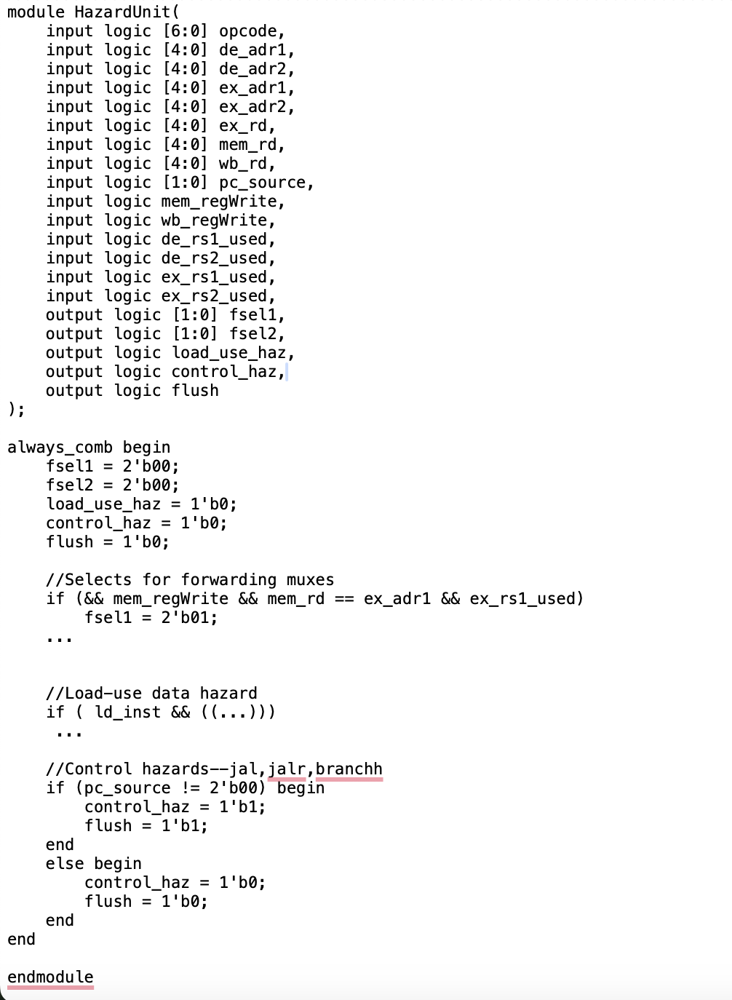 module HazardUnit(
    input logic [6:0] opcode,
    input logic [4:0] de_adr1,
    input logic [4:0] de_adr2,
    input logic [4:0] ex_adr1,
    input logic [4:0] ex_adr2,
    input logic [4:0] ex_rd,
    input logic [4:0] mem_rd,
    input logic [4:0] wb_rd,
    input logic [1:0] pc_source,
    input logic mem_regWrite,
    input logic wb_regWrite,
    input logic de_rs1_used,
    input logic de_rs2_used,
    input logic ex_rs1_used,
    input logic ex_rs2_used,
    output logic [1:0] fsel1,
    output logic [1:0] fsel2,
    output logic load_use_haz,
    output logic control_haz,
    output logic flush
);

always_comb begin
    fsel1 = 2'b00;
    fsel2 = 2'b00;
    load_use_haz = 1'b0;
    control_haz = 1'b0;
    flush = 1'b0;

    //Selects for forwarding muxes
    if (&& mem_regWrite && mem_rd == ex_adr1 && ex_rs1_used)
        fsel1 = 2'b01;
    ...

    //Load-use data hazard
    if ( ld_inst && ((...)))
     ...

    //Control hazards--jal,jalr,branchh
    if (pc_source != 2'b00) begin
        control_haz = 1'b1;
        flush = 1'b1;
    end
    else begin
        control_haz = 1'b0;
        flush = 1'b0;
    end
end

endmodule